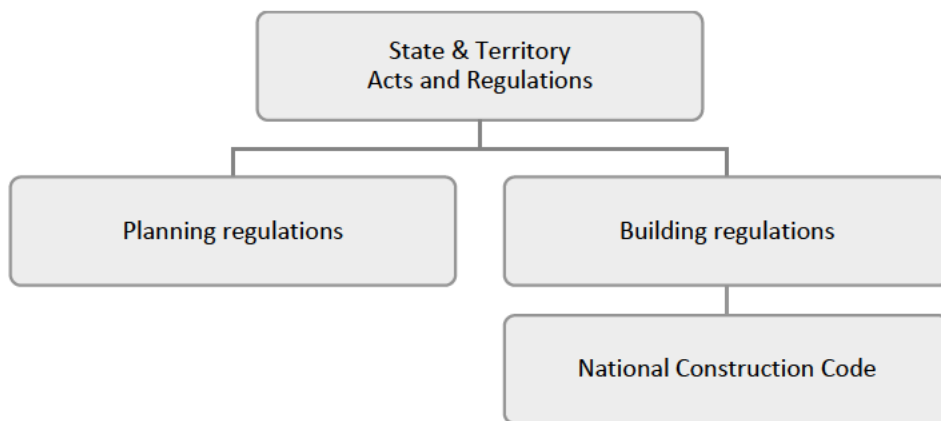 State & Territory
Acts and Regulations
Planning regulations
Building regulations
National Construction Code